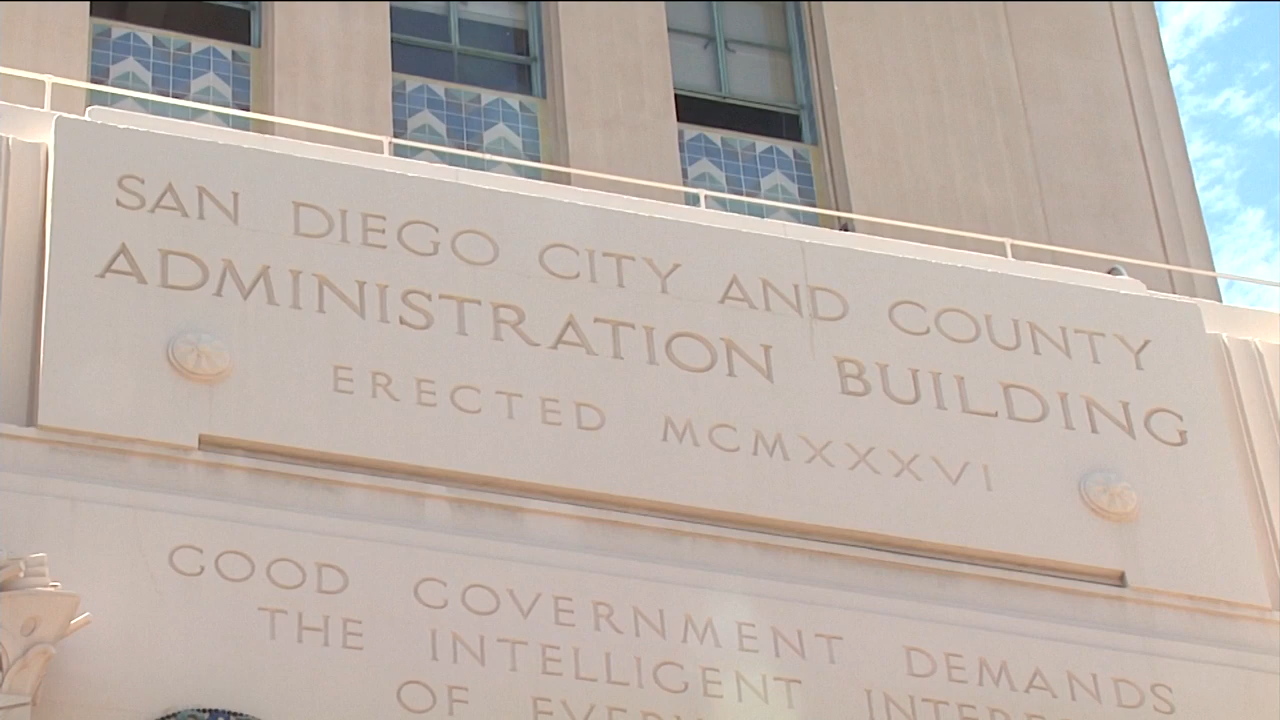 SAN DIEGO CITY AND COUNTY
ADMINISTRATION BUILDING
ERECTED MCMXXXVI
GOOD GOVERNMENT DEMANDS
THE INTELLIGENT
OF